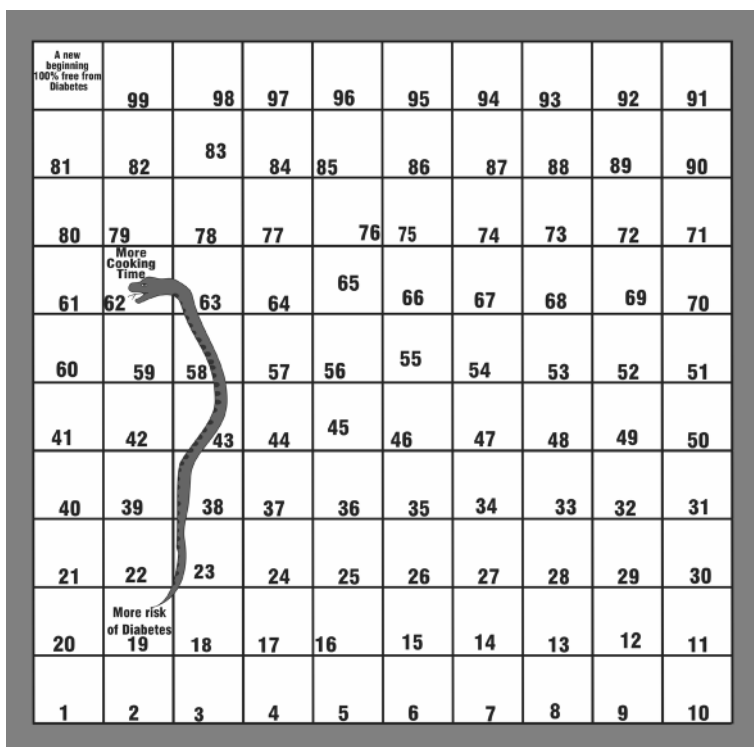 A new
beginning
100% free from
Diabetes
99 98 97 96 95 94 93 92 91
81 82 83 84 85 86 87 88 89 90
80 79 78 77 76 75 74 73 72 71
More
Cooking
Time
61 62 63 64 65 66 67 68 69 70
60 59 58 57 56 55 54 53 52 51
41 42 43 44 45 46 47 48 49 50
40 39 38 37 36 35 34 33 32 31
21 22 23 24 25 26 27 28 29 30
More risk
of Diabetes
20 19 18 17 16 15 14 13 12 11
1 2 3 4 5 6 7 8 9 10